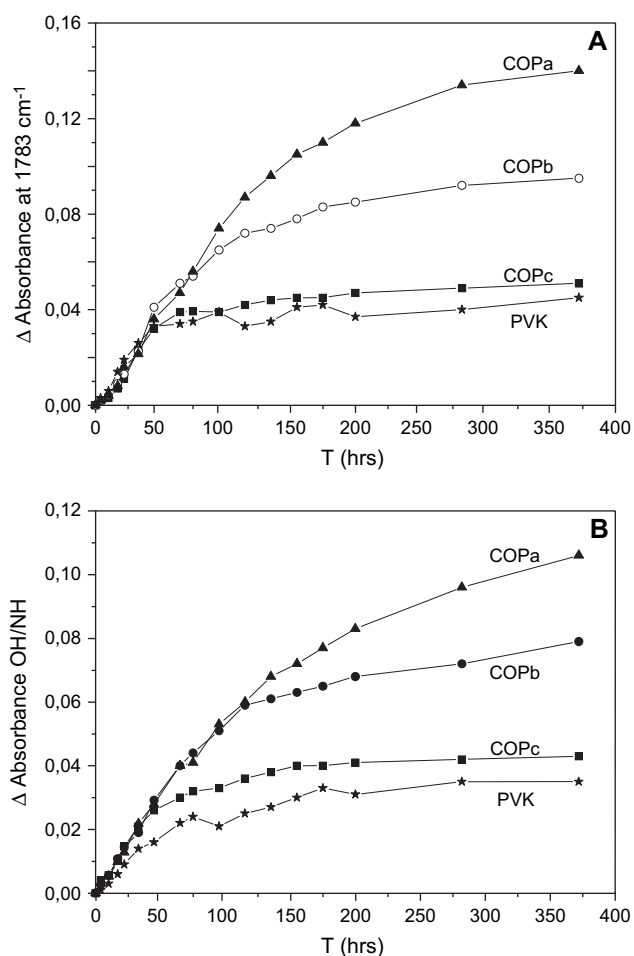 A
0,16
0,12
0,08
0,04
0,00
Δ Absorbance at 1783 cm⁻¹
COPa
COPb
COPc
PVK
0 50 100 150 200 250 300 350 400
T (hrs)
B
0,12
0,10
0,08
0,06
0,04
0,02
0,00
Δ Absorbance OH/NH
COPa
COPb
COPc
PVK
0 50 100 150 200 250 300 350 400
T (hrs)